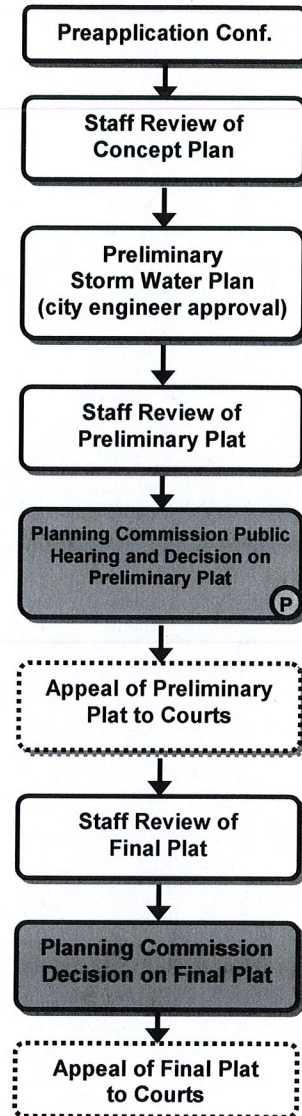 Preapplication Conf.
Staff Review of
Concept Plan
Preliminary
Storm Water Plan
(city engineer approval)
Staff Review of
Preliminary Plat
Planning Commission Public
Hearing and Decision on
Preliminary Plat
P
Appeal of Preliminary
Plat to Courts
Staff Review of
Final Plat
Planning Commission
Decision on Final Plat
Appeal of Final Plat
to Courts